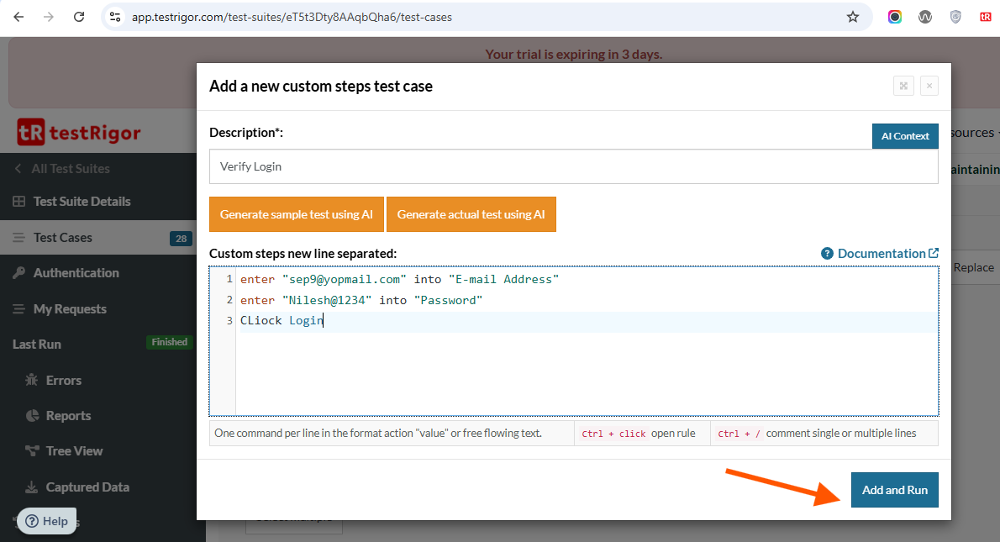 app.testrigor.com/test-suites/eT5t3Dty8AAqbQha6/test-cases
tR
Your trial is expiring in 3 days.
Add a new custom steps test case
tR testRigor
Description*:
AI Context
sources
All Test Suites
Verify Login
aintainin
Test Suite Details
Generate sample test using AI
Generate actual test using AI
Test Cases
28
Custom steps new line separated:
? Documentation
Authentication
Replace
1 enter "sep9@yopmail.com" into "E-mail Address"
2 enter "Nilesh@1234" into "Password"
3 CLiock Login
My Requests
Last Run
Finished
Errors
Reports
One command per line in the format action "value" or free flowing text.
Ctrl + click open rule
Ctrl + / comment single or multiple lines
Tree View
Captured Data
Add and Run
? Help